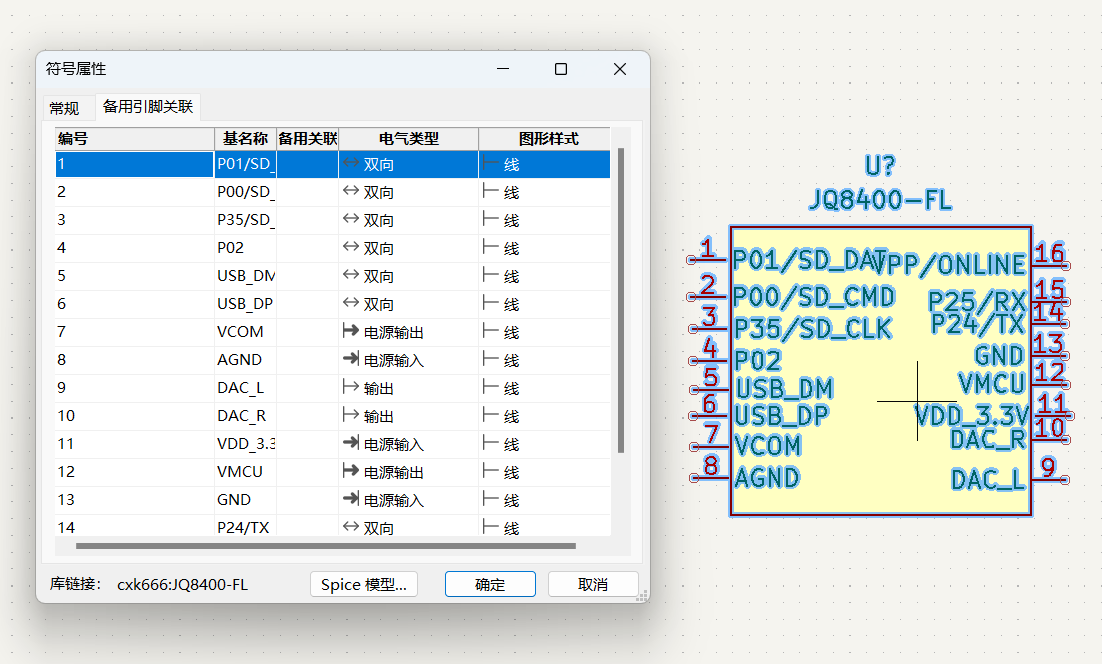 符号属性
常规 备用引脚关联
编号 基名称 备用关联 电气类型 图形样式
1 P01/SD_ 双向 线
2 P00/SD_ 双向 线
3 P35/SD_ 双向 线
4 P02 双向 线
5 USB_DM 双向 线
6 USB_DP 双向 线
7 VCOM 电源输出 线
8 AGND 电源输入 线
9 DAC_L 输出 线
10 DAC_R 输出 线
11 VDD_3.3 电源输入 线
12 VMCU 电源输出 线
13 GND 电源输入 线
14 P24/TX 双向 线
库链接: cxk666:JQ8400-FL Spice 模型... 确定 取消
U?
JQ8400-FL
1 P01/SD_DAT VPP/ONLINE 16
2 P00/SD_CMD P25/RX 15
3 P35/SD_CLK P24/TX 14
4 P02 GND 13
5 USB_DM VMCU 12
6 USB_DP VDD_3.3V 11
7 VCOM DAC_R 10
8 AGND DAC_L 9